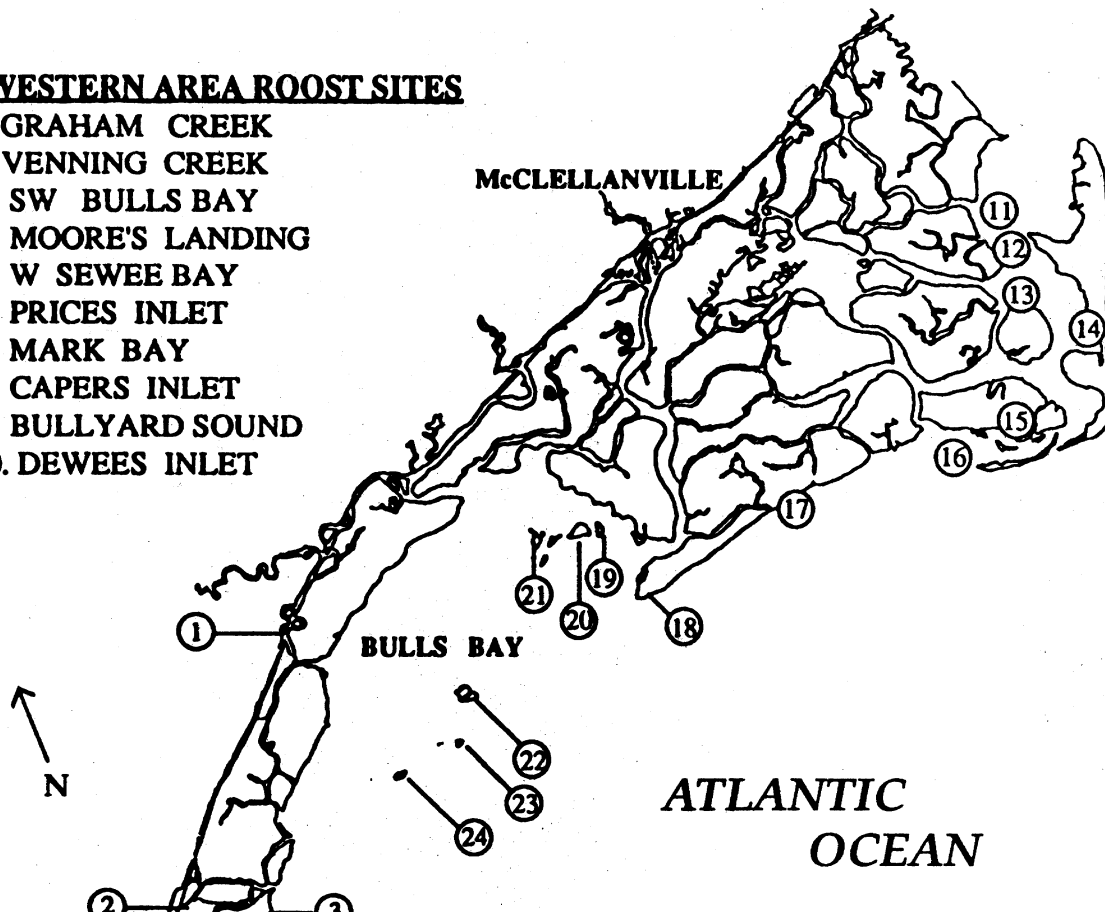 WESTERN AREA ROOST SITES
GRAHAM CREEK
VENNING CREEK
SW BULLS BAY
MOORE'S LANDING
W SEWEE BAY
PRICES INLET
MARK BAY
CAPERS INLET
BULLYARD SOUND
. DEWEES INLET
McCLELLANVILLE
11
12
13
14
15
16
17
18
19
20
21
1
BULLS BAY
22
23
24
N
ATLANTIC
OCEAN
2
3